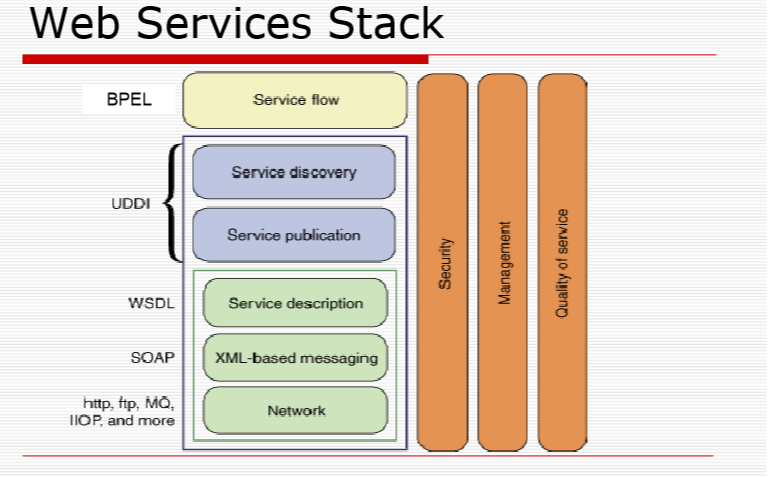 Web Services Stack
BPEL
Service flow
UDDI
Service discovery
Service publication
WSDL
Service description
SOAP
XML-based messaging
http, ftp, MQ,
IIOP, and more
Network
Security
Management
Quality of service